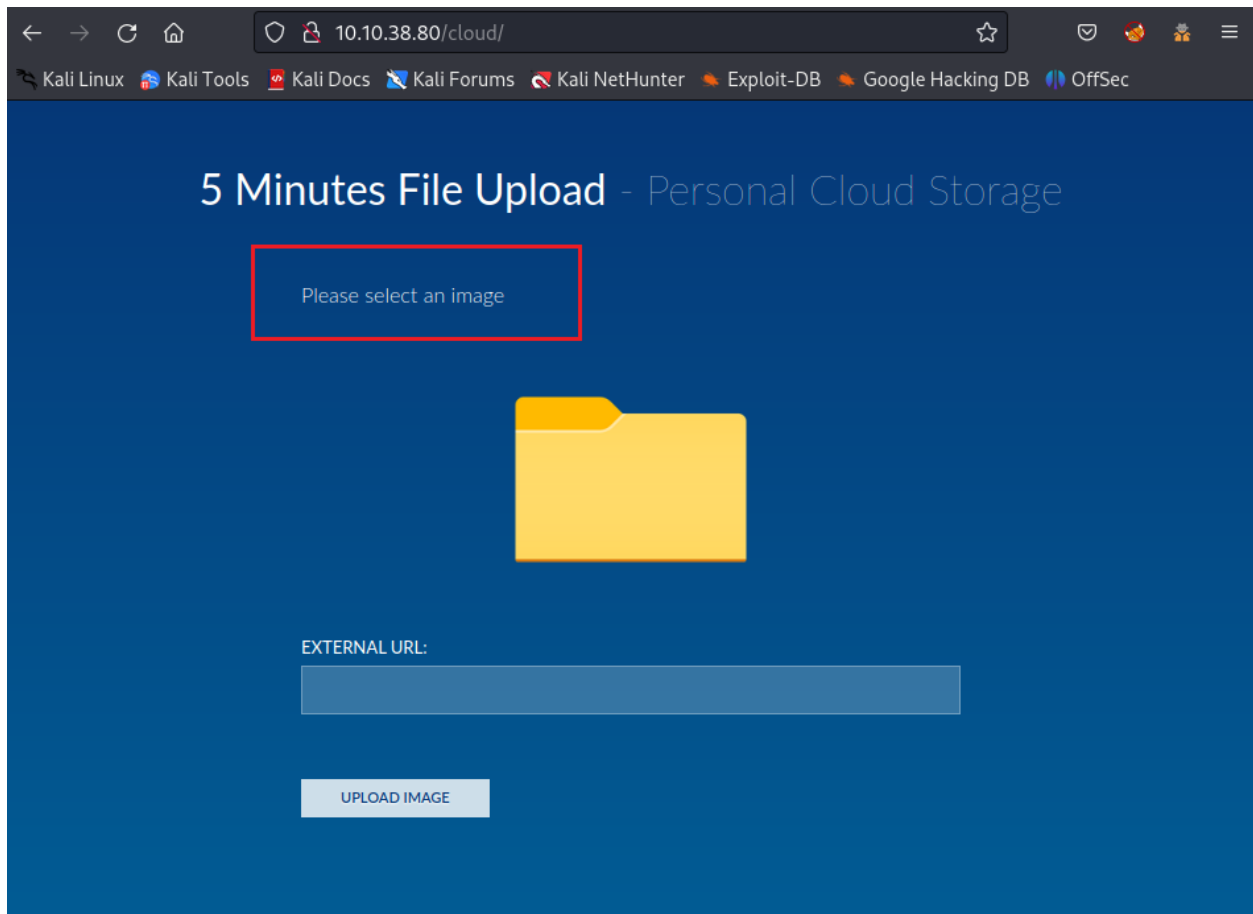 10.10.38.80/cloud/
Kali Linux Kali Tools Kali Docs Kali Forums Kali NetHunter Exploit-DB Google Hacking DB OffSec
5 Minutes File Upload - Personal Cloud Storage
Please select an image
EXTERNAL URL:
UPLOAD IMAGE